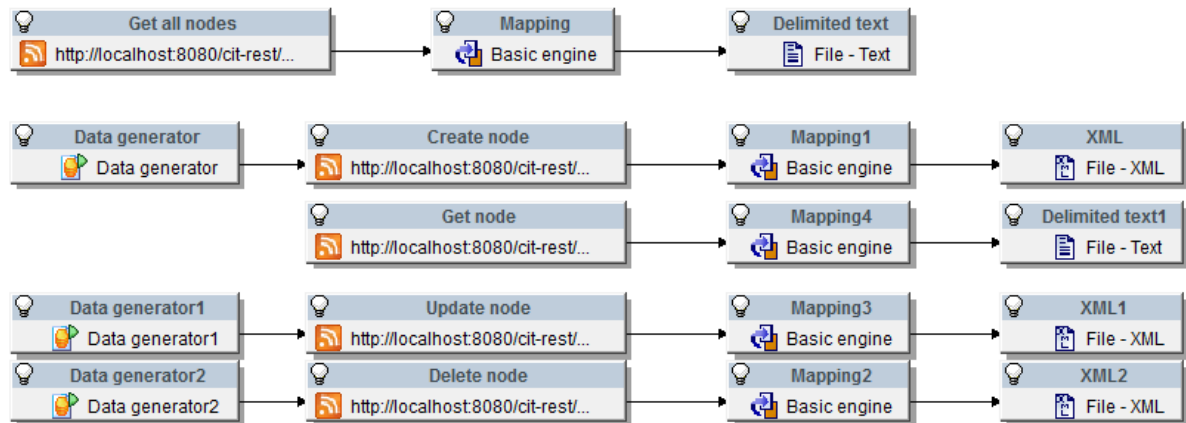 Get all nodes
http://localhost:8080/cit-rest/...
Mapping
Basic engine
Delimited text
File - Text
Data generator
Data generator
Create node
http://localhost:8080/cit-rest/...
Mapping1
Basic engine
XML
File - XML
Get node
http://localhost:8080/cit-rest/...
Mapping4
Basic engine
Delimited text1
File - Text
Data generator1
Data generator1
Update node
http://localhost:8080/cit-rest/...
Mapping3
Basic engine
XML1
File - XML
Data generator2
Data generator2
Delete node
http://localhost:8080/cit-rest/...
Mapping2
Basic engine
XML2
File - XML